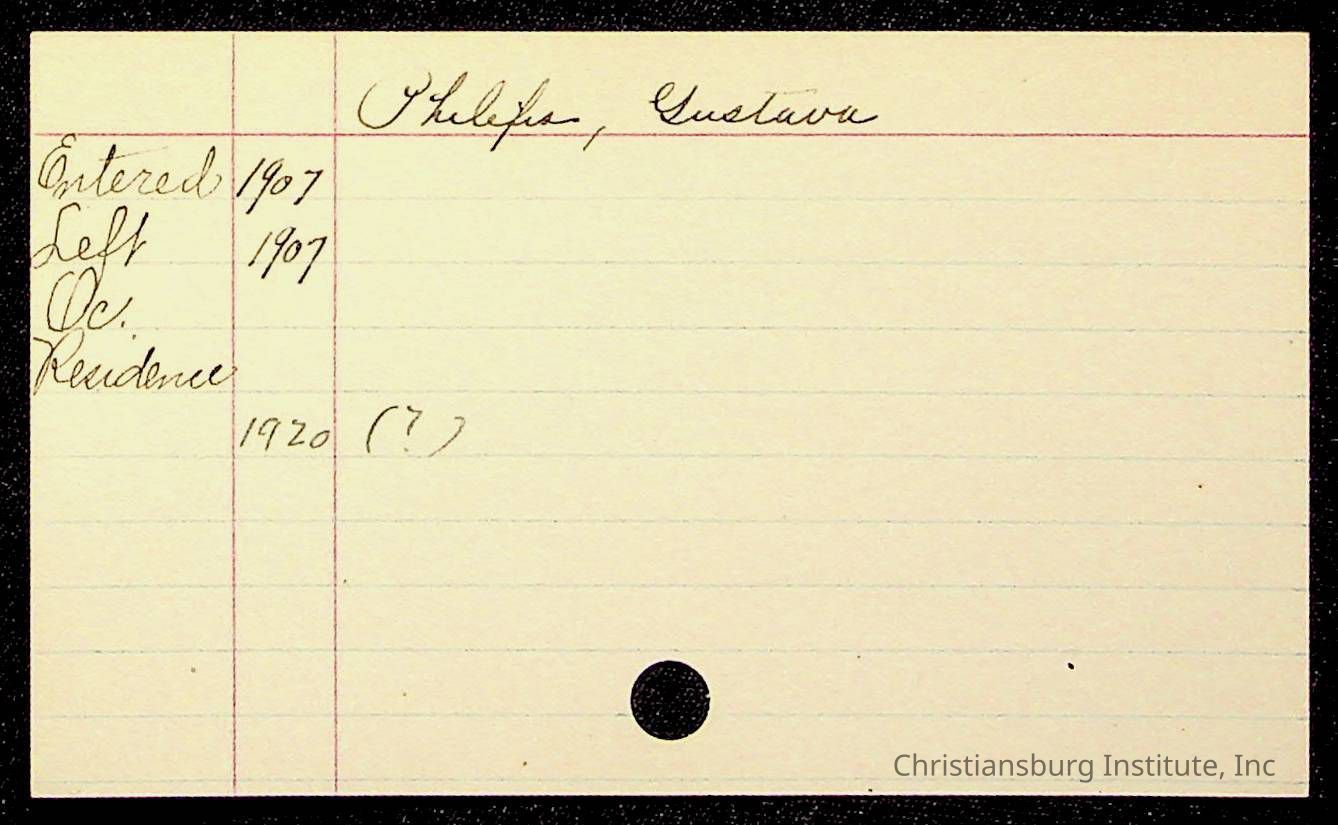 Philips, Gustava
Entered 1907
Left 1907
Oc.
Residence
1920 (?)
Christiansburg Institute, Inc